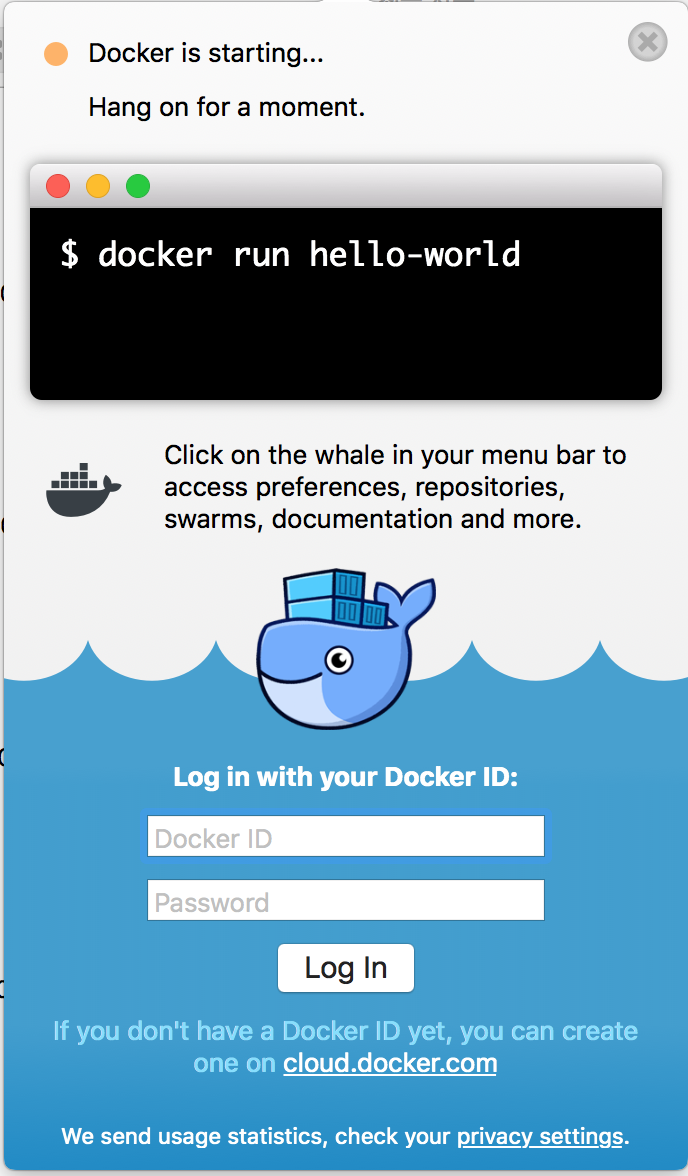 Docker is starting...
Hang on for a moment.
$ docker run hello-world
Click on the whale in your menu bar to
access preferences, repositories,
swarms, documentation and more.
Log in with your Docker ID:
Docker ID
Password
Log In
If you don't have a Docker ID yet, you can create
one on cloud.docker.com
We send usage statistics, check your privacy settings.